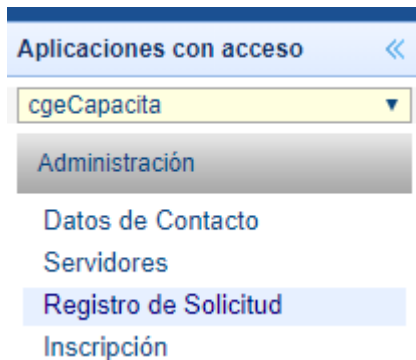 Aplicaciones con acceso
cgeCapacita
Administración
Datos de Contacto
Servidores
Registro de Solicitud
Inscripción